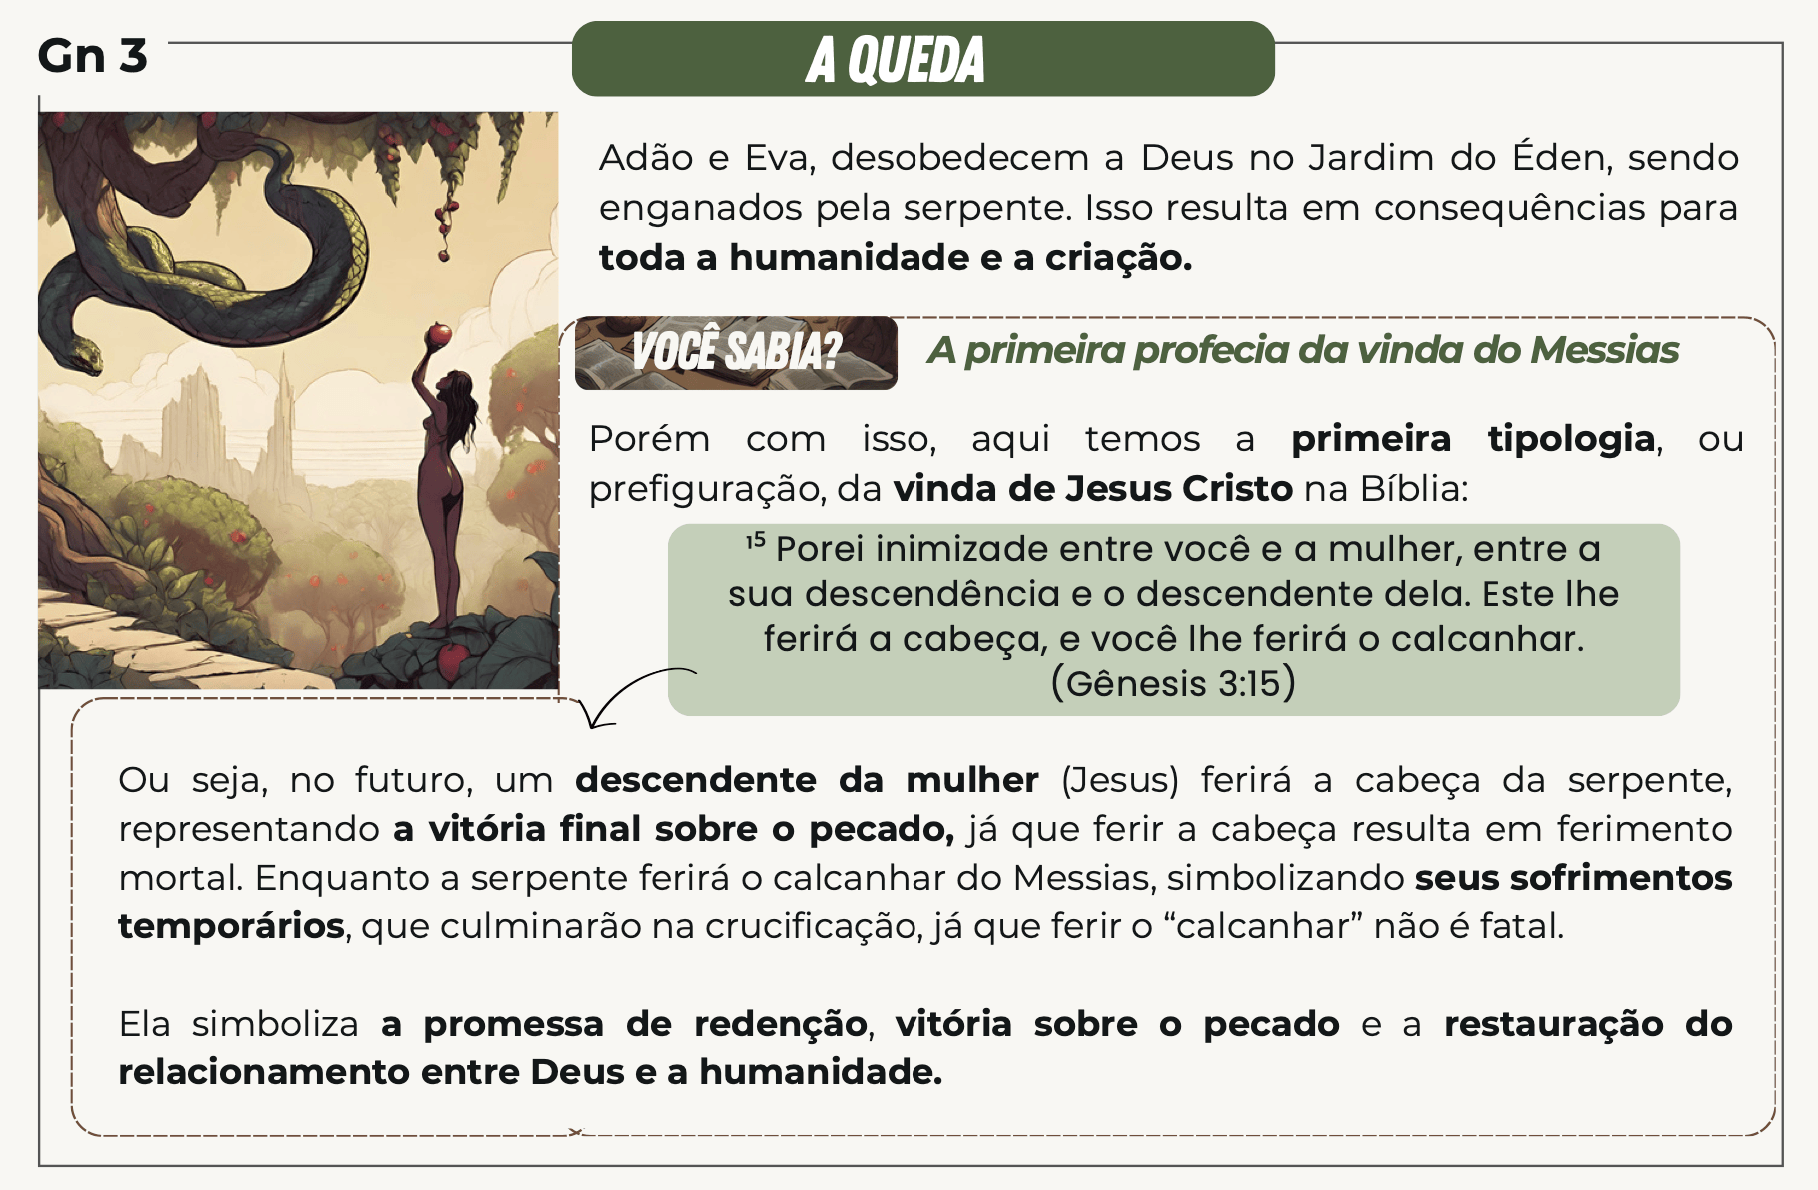 Gn 3
A QUEDA
Adão e Eva, desobedecem a Deus no Jardim do Éden, sendo
enganados pela serpente. Isso resulta em consequências para
toda a humanidade e a criação.
VOCÊ SABIA?
A primeira profecia da vinda do Messias
Porém com isso, aqui temos a primeira tipologia, ou
prefiguração, da vinda de Jesus Cristo na Bíblia:
¹⁵ Porei inimizade entre você e a mulher, entre a
sua descendência e o descendente dela. Este lhe
ferirá a cabeça, e você lhe ferirá o calcanhar.
(Gênesis 3:15)
Ou seja, no futuro, um descendente da mulher (Jesus) ferirá a cabeça da serpente,
representando a vitória final sobre o pecado, já que ferir a cabeça resulta em ferimento
mortal. Enquanto a serpente ferirá o calcanhar do Messias, simbolizando seus sofrimentos
temporários, que culminarão na crucificação, já que ferir o “calcanhar” não é fatal.
Ela simboliza a promessa de redenção, vitória sobre o pecado e a restauração do
relacionamento entre Deus e a humanidade.